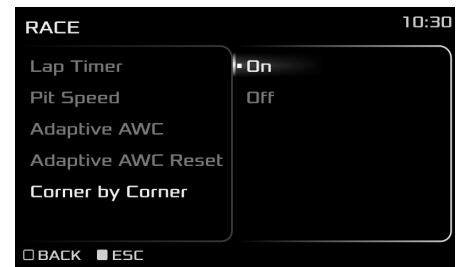 RACE 10:30
Lap Timer On
Pit Speed Off
Adaptive AWC
Adaptive AWC Reset
Corner by Corner
BACK ESC